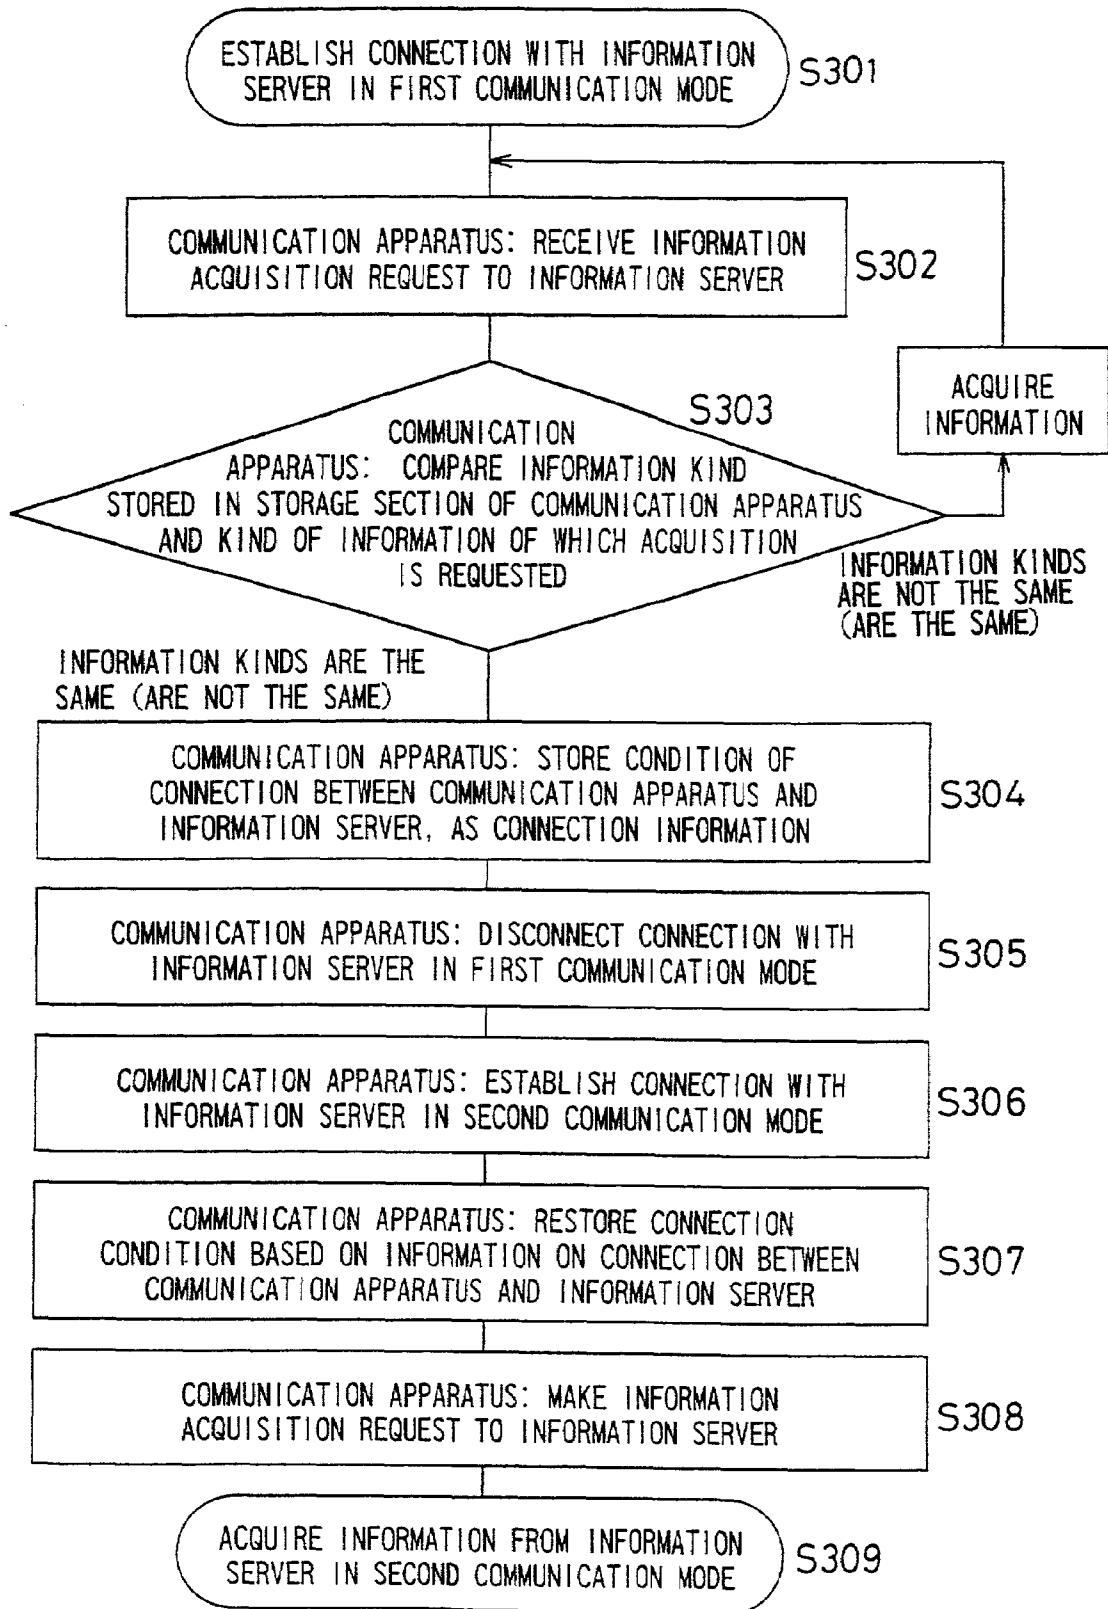 ESTABLISH CONNECTION WITH INFORMATION
SERVER IN FIRST COMMUNICATION MODE
S301
COMMUNICATION APPARATUS: RECEIVE INFORMATION
ACQUISITION REQUEST TO INFORMATION SERVER
S302
ACQUIRE
INFORMATION
S303
COMMUNICATION
APPARATUS: COMPARE INFORMATION KIND
STORED IN STORAGE SECTION OF COMMUNICATION APPARATUS
AND KIND OF INFORMATION OF WHICH ACQUISITION
IS REQUESTED
INFORMATION KINDS
ARE NOT THE SAME
(ARE THE SAME)
INFORMATION KINDS ARE THE
SAME (ARE NOT THE SAME)
COMMUNICATION APPARATUS: STORE CONDITION OF
CONNECTION BETWEEN COMMUNICATION APPARATUS AND
INFORMATION SERVER, AS CONNECTION INFORMATION
S304
COMMUNICATION APPARATUS: DISCONNECT CONNECTION WITH
INFORMATION SERVER IN FIRST COMMUNICATION MODE
S305
COMMUNICATION APPARATUS: ESTABLISH CONNECTION WITH
INFORMATION SERVER IN SECOND COMMUNICATION MODE
S306
COMMUNICATION APPARATUS: RESTORE CONNECTION
CONDITION BASED ON INFORMATION ON CONNECTION BETWEEN
COMMUNICATION APPARATUS AND INFORMATION SERVER
S307
COMMUNICATION APPARATUS: MAKE INFORMATION
ACQUISITION REQUEST TO INFORMATION SERVER
S308
ACQUIRE INFORMATION FROM INFORMATION
SERVER IN SECOND COMMUNICATION MODE
S309